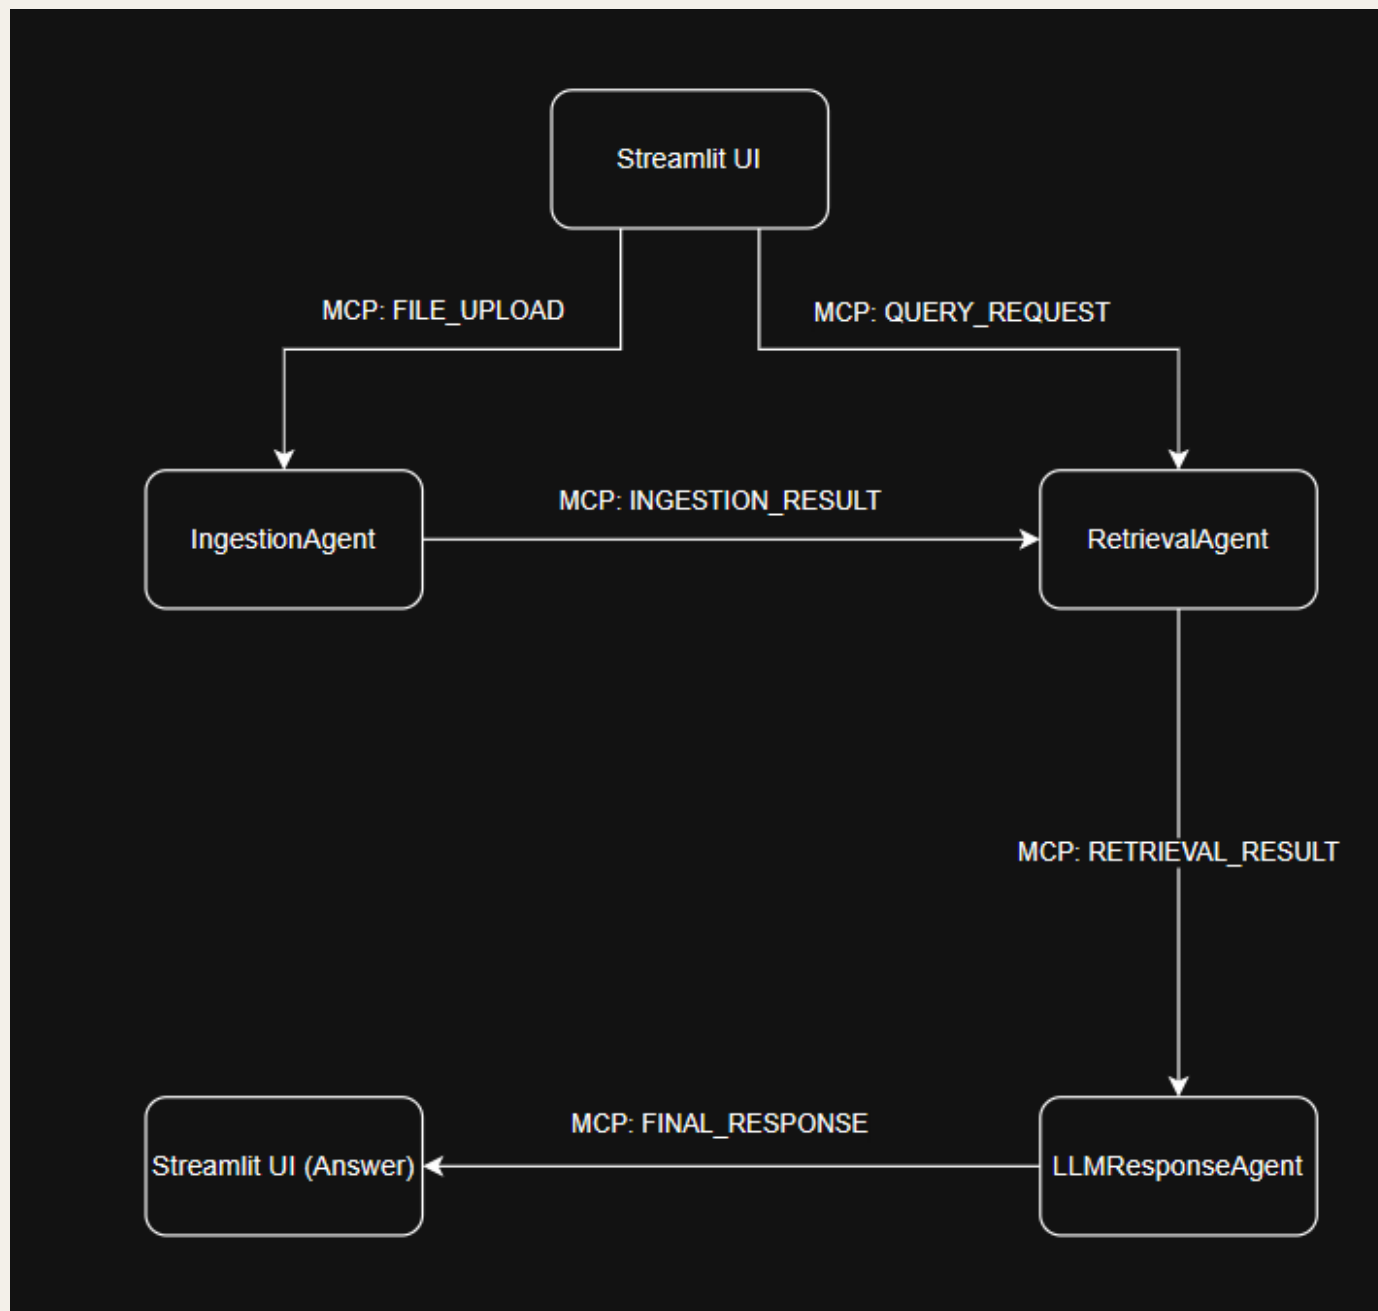 Streamlit UI
MCP: FILE_UPLOAD
MCP: QUERY_REQUEST
MCP: INGESTION_RESULT
IngestionAgent
RetrievalAgent
MCP: RETRIEVAL_RESULT
MCP: FINAL_RESPONSE
Streamlit UI (Answer)
LLMResponseAgent